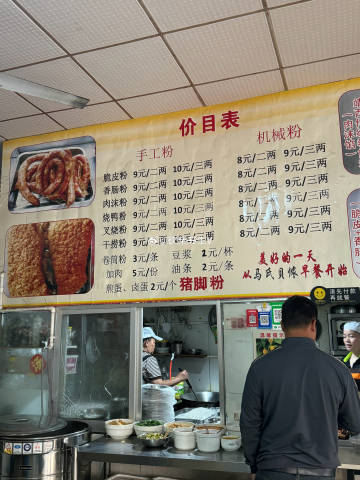 价目表
手工粉
机械粉
脆皮粉 9元/二两 10元/三两 8元/二两 9元/三两
香肠粉 9元/二两 10元/三两 8元/二两 9元/三两
肉沫粉 9元/二两 10元/三两 8元/二两 9元/三两
烧鸭粉 9元/二两 10元/三两 8元/二两 9元/三两
叉烧粉 9元/二两 10元/三两 8元/二两 9元/三两
干捞粉 9元/二两 10元/三两 8元/二两 9元/三两
卷筒粉 3元/条 豆浆 1元/杯
加肉 5元/份 油条 2元/条
煎蛋、卤蛋2元/个 猪脚粉
美好的一天
从马氏贝侬早餐开始